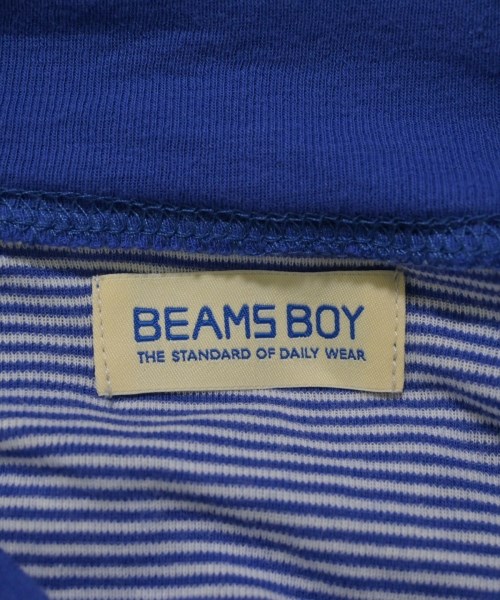 BEAMS BOY
THE STANDARD OF DAILY WEAR